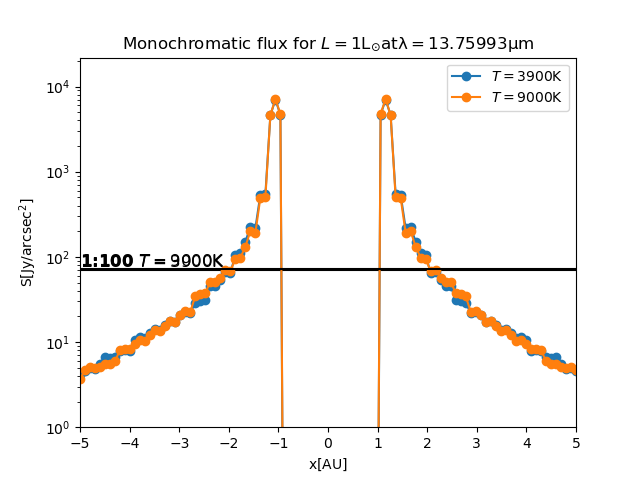 Monochromatic flux for L = 1L⊙atλ = 13.75993μm
T = 3900K
T = 9000K
S[Jy/arcsec²]
10⁴
10³
10²
10¹
10⁰
1:100 T =
−5 −4 −3 −2 −1 0 1 2 3 4 5
x[AU]